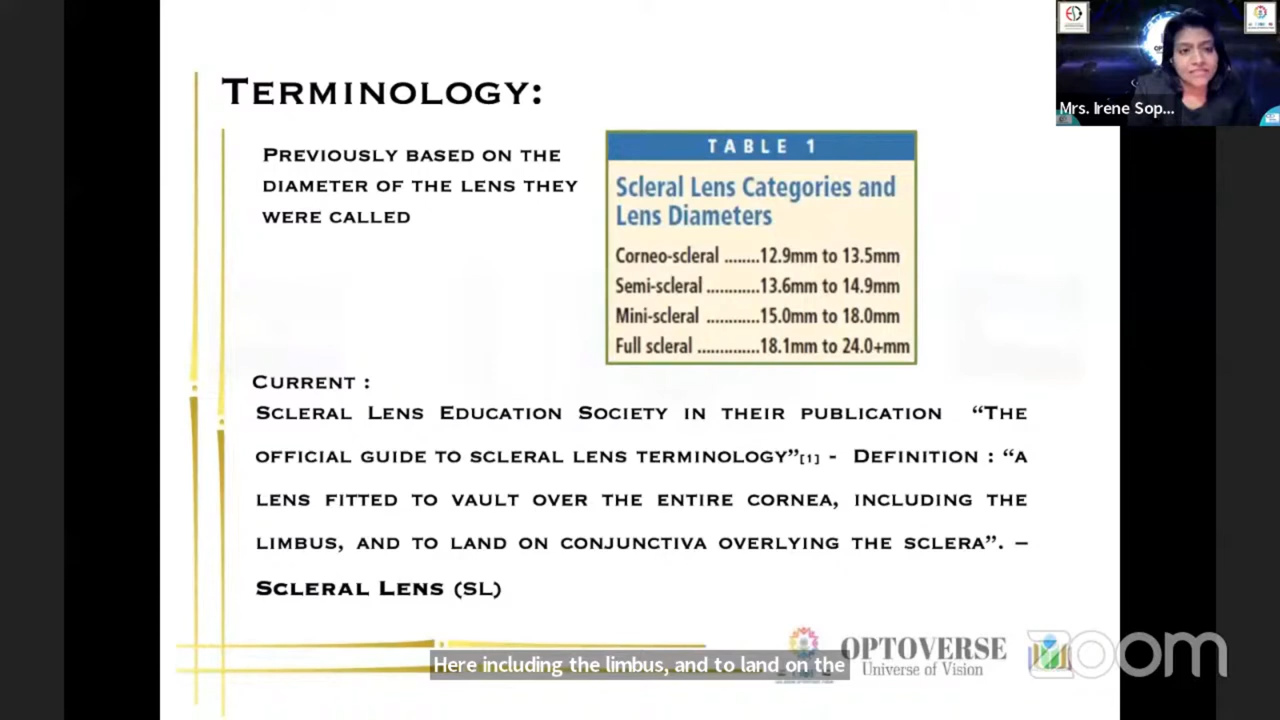 TERMINOLOGY:
PREVIOUSLY BASED ON THE
DIAMETER OF THE LENS THEY
WERE CALLED
TABLE 1
Scleral Lens Categories and
Lens Diameters
Corneo-scleral ........12.9mm to 13.5mm
Semi-scleral ............13.6mm to 14.9mm
Mini-scleral ............15.0mm to 18.0mm
Full scleral ..............18.1mm to 24.0+mm
CURRENT :
SCLERAL LENS EDUCATION SOCIETY IN THEIR PUBLICATION “THE
OFFICIAL GUIDE TO SCLERAL LENS TERMINOLOGY”[1] - DEFINITION : “A
LENS FITTED TO VAULT OVER THE ENTIRE CORNEA, INCLUDING THE
LIMBUS, AND TO LAND ON CONJUNCTIVA OVERLYING THE SCLERA”. –
SCLERAL LENS (SL)
Mrs. Irene Sop...
OPTOVERSE
Universe of Vision
zoom
Here including the limbus, and to land on the